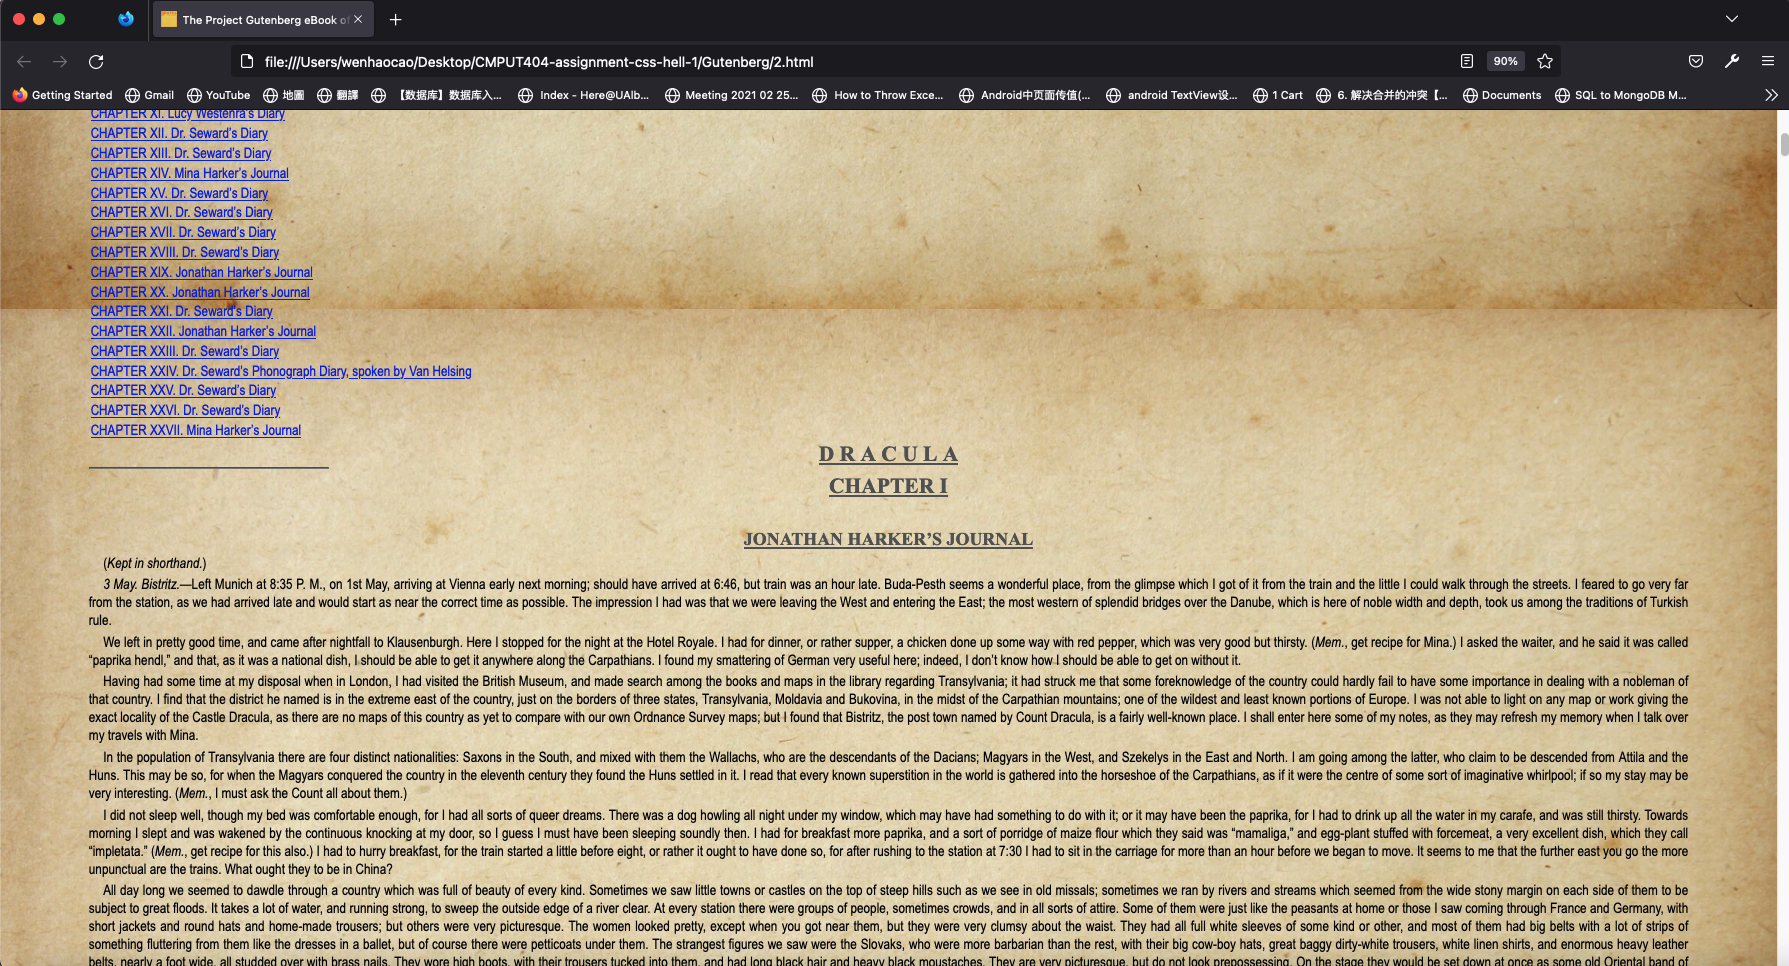 The Project Gutenberg eBook of
file:///Users/wenhaocao/Desktop/CMPUT404-assignment-css-hell-1/Gutenberg/2.html
90%
Getting Started Gmail YouTube 地圖 翻譯 【数据库】数据库入... Index - Here@UAlb... Meeting 2021 02 25... How to Throw Exce... Android中页面传值(... android TextView设... 1 Cart 6. 解决合并的冲突【... Documents SQL to MongoDB M...
CHAPTER XI. Lucy Westenra's Diary
CHAPTER XII. Dr. Seward's Diary
CHAPTER XIII. Dr. Seward's Diary
CHAPTER XIV. Mina Harker's Journal
CHAPTER XV. Dr. Seward's Diary
CHAPTER XVI. Dr. Seward's Diary
CHAPTER XVII. Dr. Seward's Diary
CHAPTER XVIII. Dr. Seward's Diary
CHAPTER XIX. Jonathan Harker's Journal
CHAPTER XX. Jonathan Harker's Journal
CHAPTER XXI. Dr. Seward's Diary
CHAPTER XXII. Jonathan Harker's Journal
CHAPTER XXIII. Dr. Seward's Diary
CHAPTER XXIV. Dr. Seward's Phonograph Diary, spoken by Van Helsing
CHAPTER XXV. Dr. Seward's Diary
CHAPTER XXVI. Dr. Seward's Diary
CHAPTER XXVII. Mina Harker's Journal
D R A C U L A
CHAPTER I
JONATHAN HARKER'S JOURNAL
(Kept in shorthand.)
3 May. Bistritz.—Left Munich at 8:35 P. M., on 1st May, arriving at Vienna early next morning; should have arrived at 6:46, but train was an hour late. Buda-Pesth seems a wonderful place, from the glimpse which I got of it from the train and the little I could walk through the streets. I feared to go very far
from the station, as we had arrived late and would start as near the correct time as possible. The impression I had was that we were leaving the West and entering the East; the most western of splendid bridges over the Danube, which is here of noble width and depth, took us among the traditions of Turkish
rule.
We left in pretty good time, and came after nightfall to Klausenburgh. Here I stopped for the night at the Hotel Royale. I had for dinner, or rather supper, a chicken done up some way with red pepper, which was very good but thirsty. (Mem., get recipe for Mina.) I asked the waiter, and he said it was called
“paprika hendl,” and that, as it was a national dish, I should be able to get it anywhere along the Carpathians. I found my smattering of German very useful here; indeed, I don’t know how I should be able to get on without it.
Having had some time at my disposal when in London, I had visited the British Museum, and made search among the books and maps in the library regarding Transylvania; it had struck me that some foreknowledge of the country could hardly fail to have some importance in dealing with a nobleman of
that country. I find that the district he named is in the extreme east of the country, just on the borders of three states, Transylvania, Moldavia and Bukovina, in the midst of the Carpathian mountains; one of the wildest and least known portions of Europe. I was not able to light on any map or work giving the
exact locality of the Castle Dracula, as there are no maps of this country as yet to compare with our own Ordnance Survey maps; but I found that Bistritz, the post town named by Count Dracula, is a fairly well-known place. I shall enter here some of my notes, as they may refresh my memory when I talk over
my travels with Mina.
In the population of Transylvania there are four distinct nationalities: Saxons in the South, and mixed with them the Wallachs, who are the descendants of the Dacians; Magyars in the West, and Szekelys in the East and North. I am going among the latter, who claim to be descended from Attila and the
Huns. This may be so, for when the Magyars conquered the country in the eleventh century they found the Huns settled in it. I read that every known superstition in the world is gathered into the horseshoe of the Carpathians, as if it were the centre of some sort of imaginative whirlpool; if so my stay may be
very interesting. (Mem., I must ask the Count all about them.)
I did not sleep well, though my bed was comfortable enough, for I had all sorts of queer dreams. There was a dog howling all night under my window, which may have had something to do with it; or it may have been the paprika, for I had to drink up all the water in my carafe, and was still thirsty. Towards
morning I slept and was wakened by the continuous knocking at my door, so I guess I must have been sleeping soundly then. I had for breakfast more paprika, and a sort of porridge of maize flour which they said was “mamaliga,” and egg-plant stuffed with forcemeat, a very excellent dish, which they call
“impletata.” (Mem., get recipe for this also.) I had to hurry breakfast, for the train started a little before eight, or rather it ought to have done so, for after rushing to the station at 7:30 I had to sit in the carriage for more than an hour before we began to move. It seems to me that the further east you go the more
unpunctual are the trains. What ought they to be in China?
All day long we seemed to dawdle through a country which was full of beauty of every kind. Sometimes we saw little towns or castles on the top of steep hills such as we see in old missals; sometimes we ran by rivers and streams which seemed from the wide stony margin on each side of them to be
subject to great floods. It takes a lot of water, and running strong, to sweep the outside edge of a river clear. At every station there were groups of people, sometimes crowds, and in all sorts of attire. Some of them were just like the peasants at home or those I saw coming through France and Germany, with
short jackets and round hats and home-made trousers; but others were very picturesque. The women looked pretty, except when you got near them, but they were very clumsy about the waist. They had all full white sleeves of some kind or other, and most of them had big belts with a lot of strips of
something fluttering from them like the dresses in a ballet, but of course there were petticoats under them. The strangest figures we saw were the Slovaks, who were more barbarian than the rest, with their big cow-boy hats, great baggy dirty-white trousers, white linen shirts, and enormous heavy leather
belts, nearly a foot wide, all studded over with brass nails. They wore high boots, with their trousers tucked into them, and had long black hair and heavy black moustaches. They are very picturesque, but do not look prepossessing. On the stage they would be set down at once as some old Oriental band of